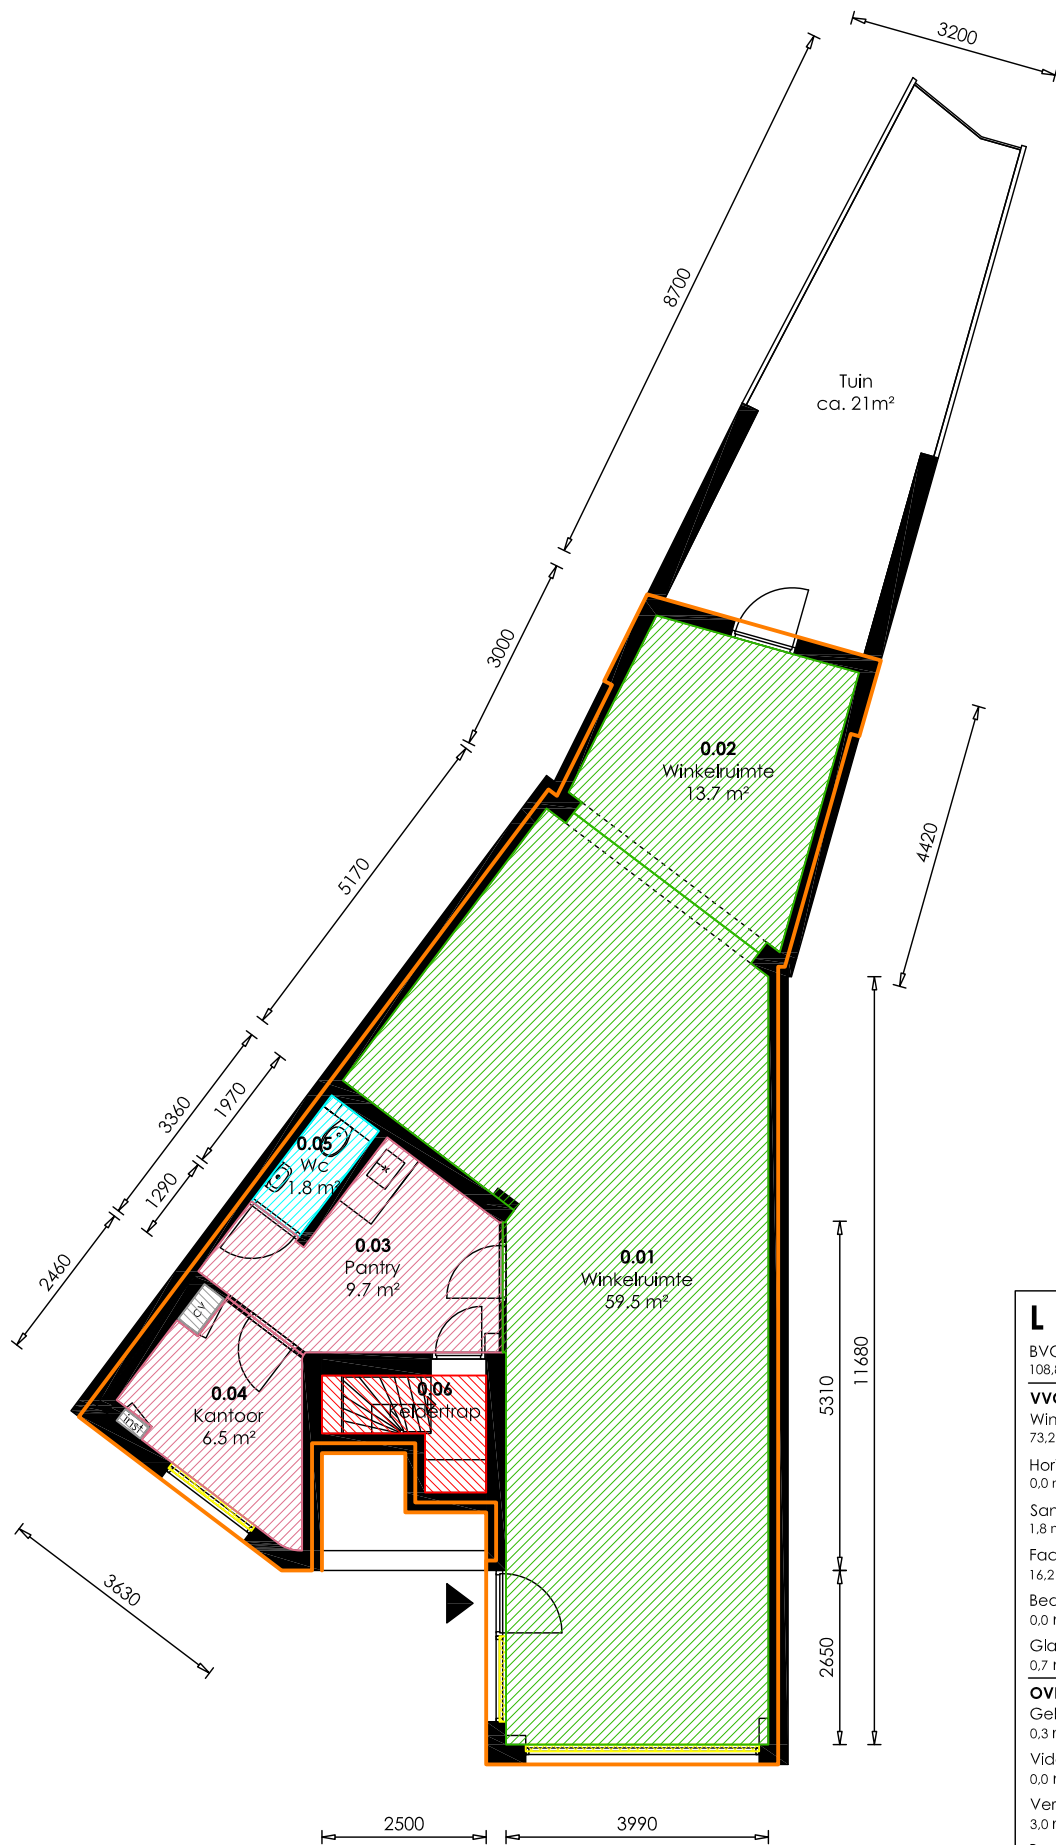 3200
8700
Tuin
ca. 21m²
3000
0.02
Winkelruimte
13.7 m²
4420
5170
3360
1970
1290
2460
0.05
Wc
1.8 m²
0.03
Pantry
9.7 m²
0.01
Winkelruimte
59.5 m²
cv
0.04
Kantoor
6.5 m²
inst
0.06
Keldertrap
11680
5310
2650
3630
2500
3990
L
BVO
108,8
VVO
Win
73,2
Hor
0,0 m
San
1,8 m
Fac
16,2
Bed
0,0 m
Gla
0,7 m
Gel
0,3 m
Vid
0,0 m
Ver
3,0 m